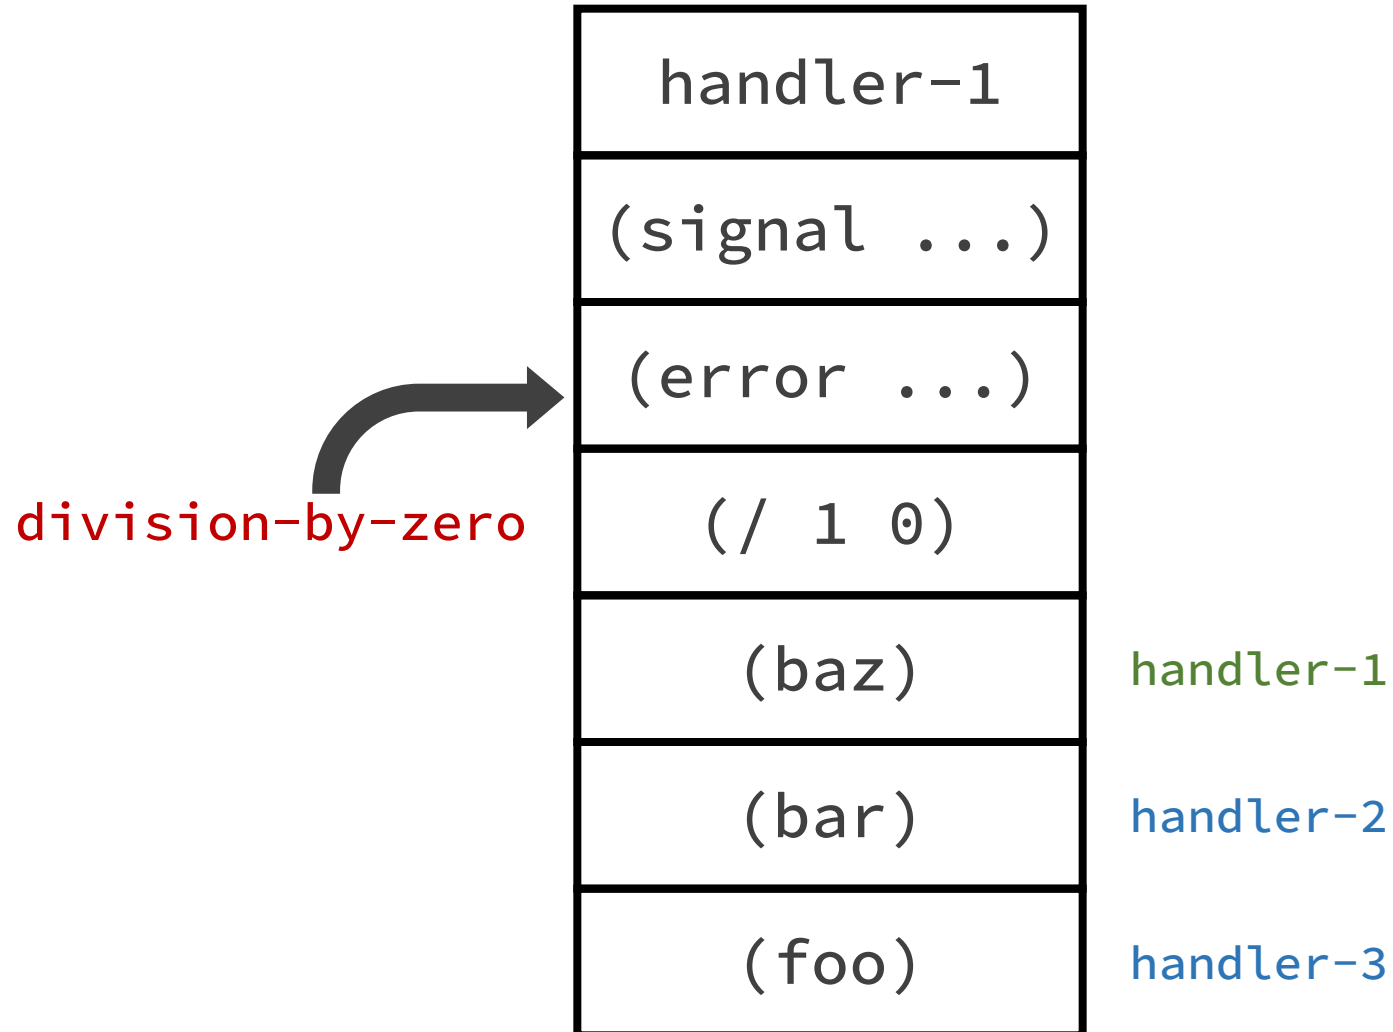 handler-1
(signal ...)
(error ...)
division-by-zero
(/ 1 0)
(baz)
handler-1
(bar)
handler-2
(foo)
handler-3